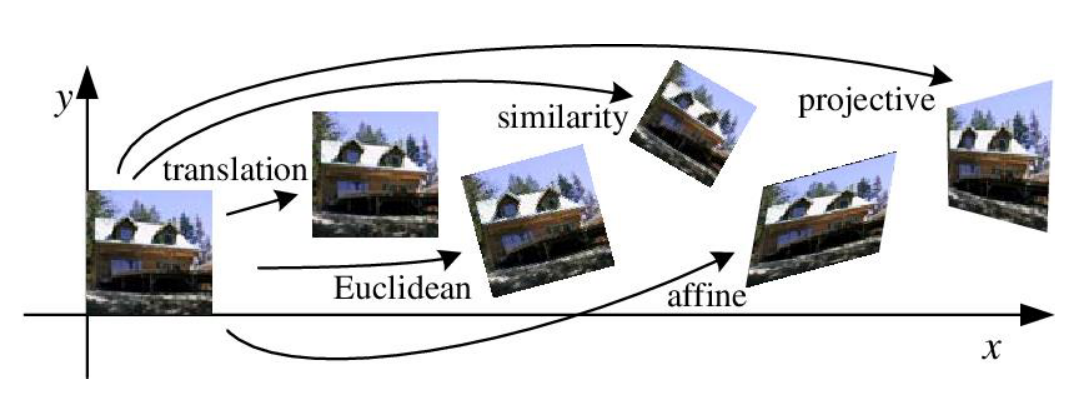 y
similarity
projective
translation
Euclidean
affine
x